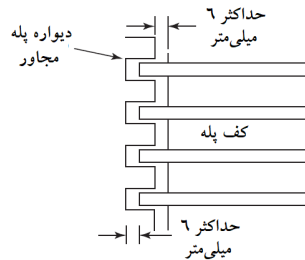 حداکثر ۶
میلی‌متر
دیواره پله
مجاور
کف پله
حداکثر ۶
میلی‌متر